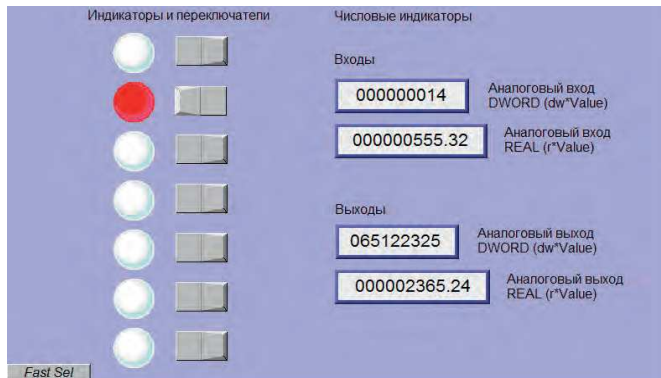 Индикаторы и переключатели
Числовые индикаторы
Входы
000000014
Аналоговый вход
DWORD (dw*Value)
000000555.32
Аналоговый вход
REAL (r*Value)
Выходы
065122325
Аналоговый выход
DWORD (dw*Value)
000002365.24
Аналоговый выход
REAL (r*Value)
Fast Sel